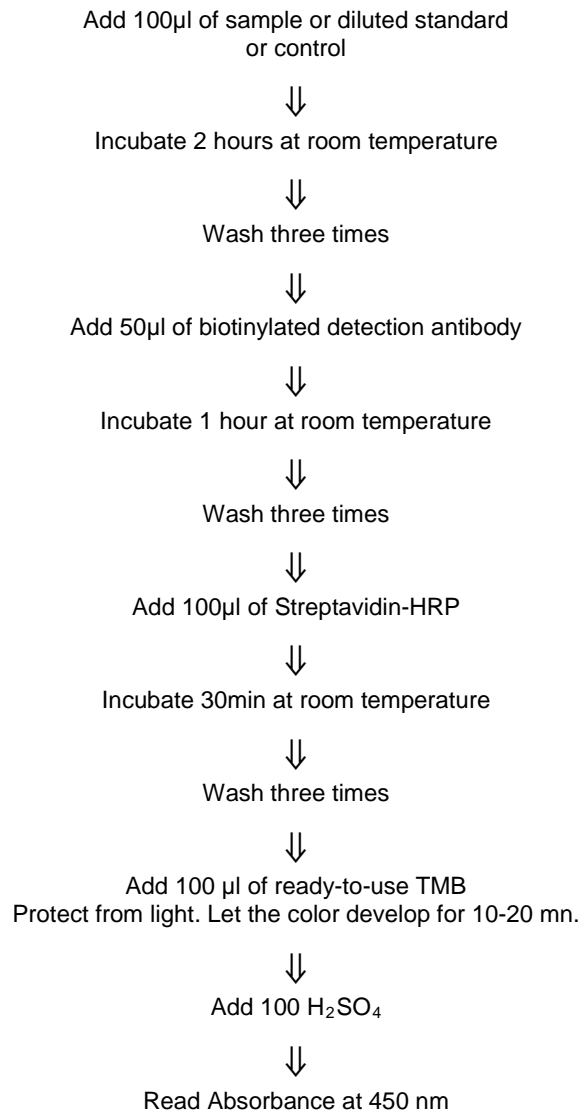 Add 100µl of sample or diluted standard
or control
⇓
Incubate 2 hours at room temperature
⇓
Wash three times
⇓
Add 50µl of biotinylated detection antibody
⇓
Incubate 1 hour at room temperature
⇓
Wash three times
⇓
Add 100µl of Streptavidin-HRP
⇓
Incubate 30min at room temperature
⇓
Wash three times
⇓
Add 100 µl of ready-to-use TMB
Protect from light. Let the color develop for 10-20 mn.
⇓
Add 100 H₂SO₄
⇓
Read Absorbance at 450 nm